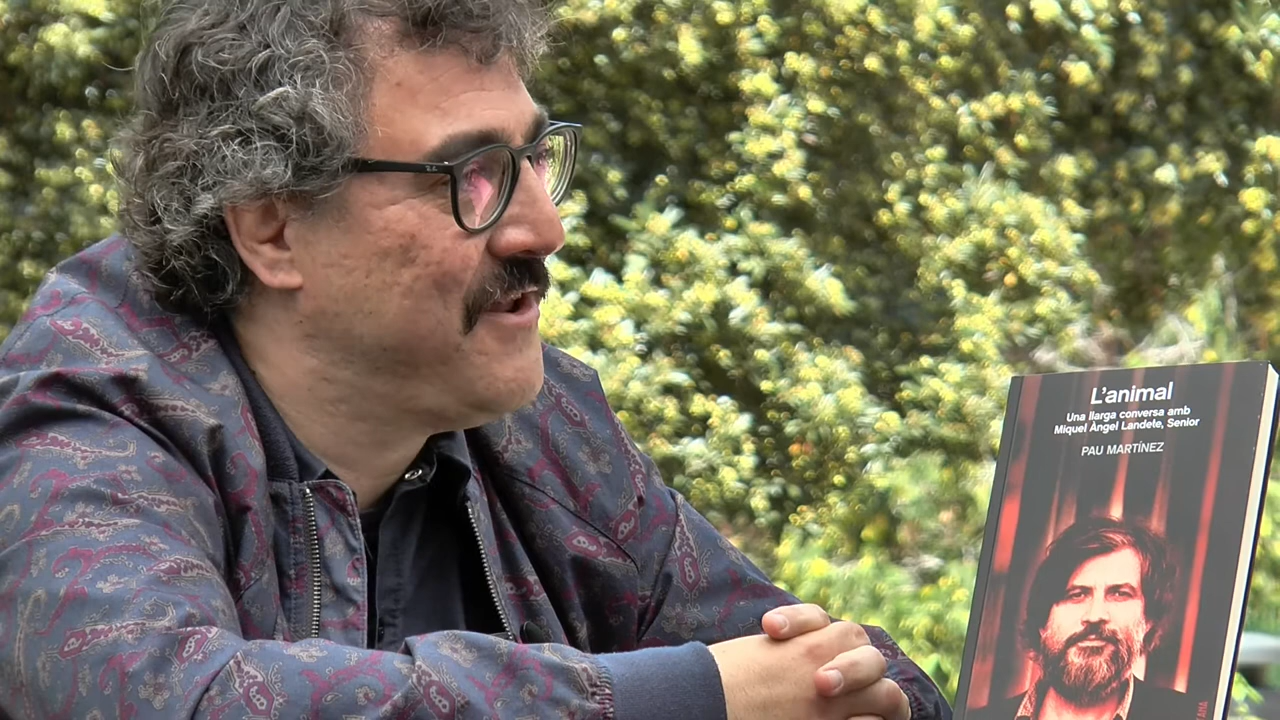 L'animal
Una llarga conversa amb
Miquel Àngel Landete, Senior
PAU MARTÍNEZ